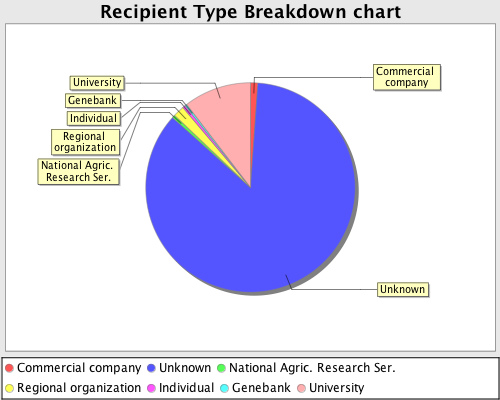 Recipient Type Breakdown chart
Commercial
company
University
Genebank
Individual
Regional
organization
National Agric.
Research Ser.
Unknown
Commercial company Unknown National Agric. Research Ser.
Regional organization Individual Genebank University